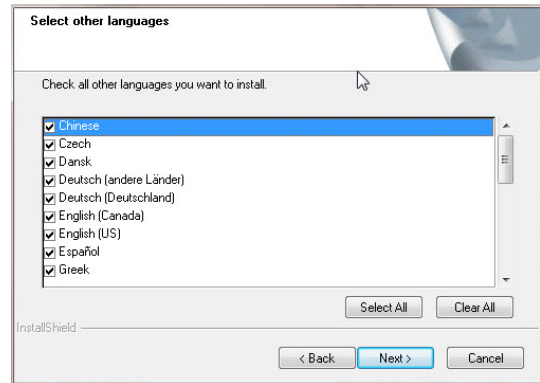 Select other languages
Check all other languages you want to install.
Chinese
Czech
Dansk
Deutsch (andere Länder)
Deutsch (Deutschland)
English (Canada)
English (US)
Español
Greek
Select All
Clear All
InstallShield
< Back
Next >
Cancel